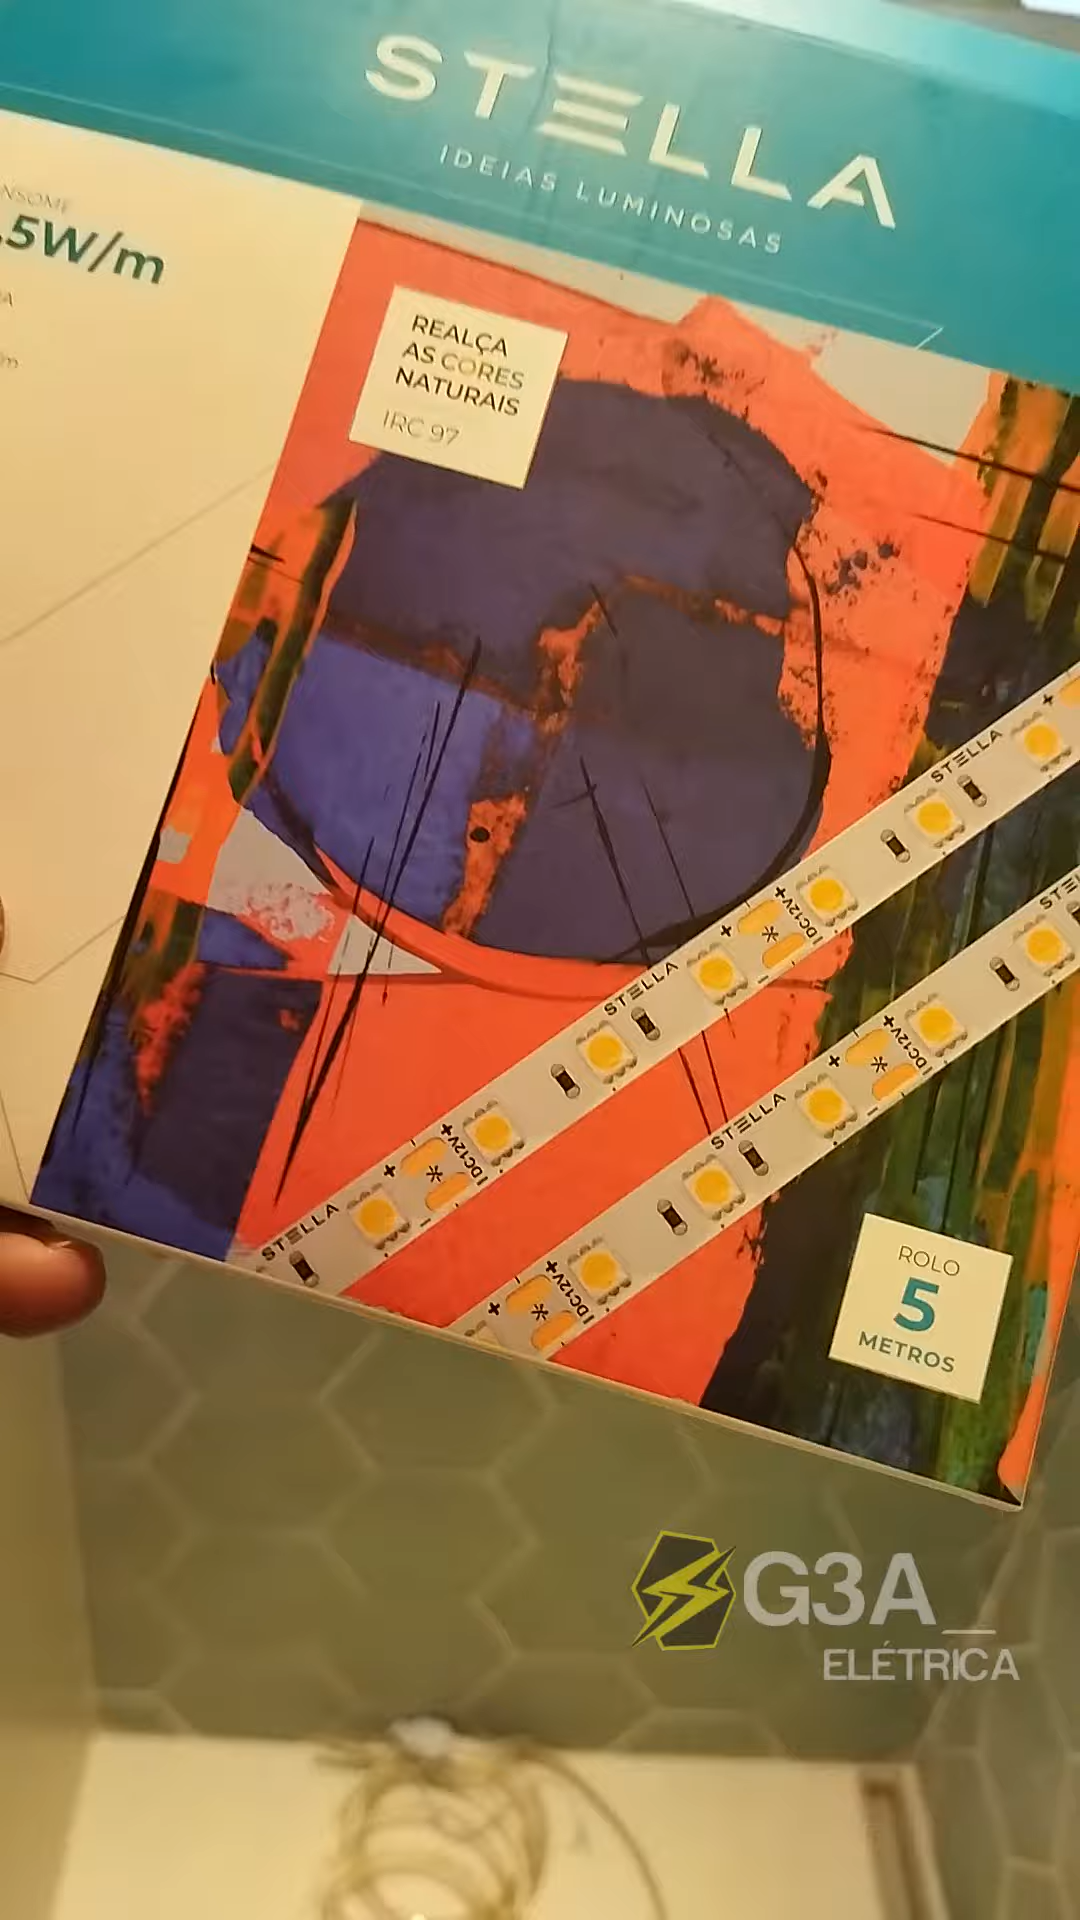 STELLA
IDEIAS LUMINOSAS
.5W/m
REALÇA
AS CORES
NATURAIS
IRC 97
STELLA
DC12V+
STELLA
DC12V+
STELLA
STELLA
DC12V+
STELLA
DC12V+
ROLO
5
METROS
G3A_
ELÉTRICA